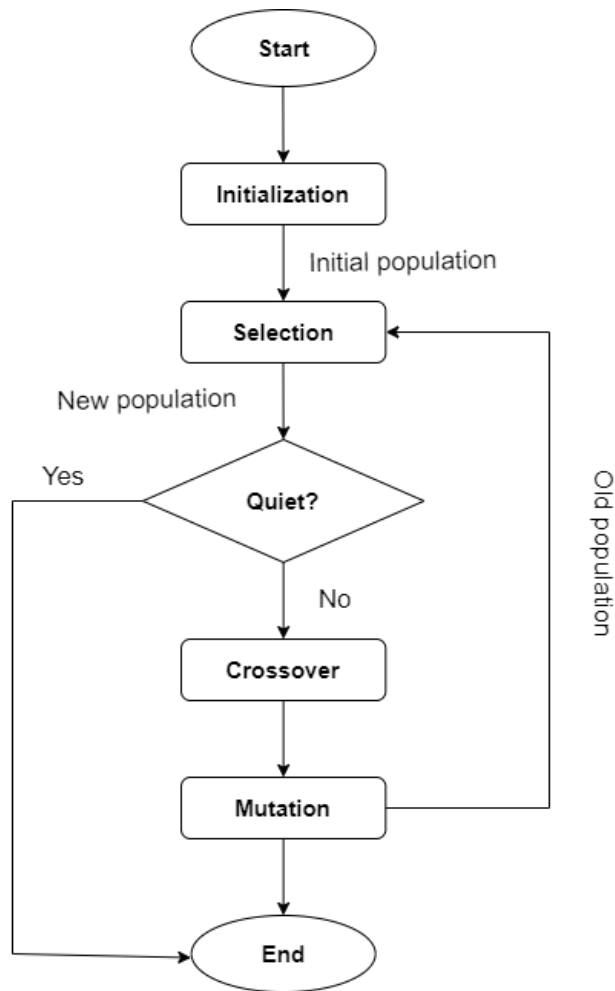 Start
Initialization
Initial population
Selection
New population
Yes
Quiet?
Old population
No
Crossover
Mutation
End